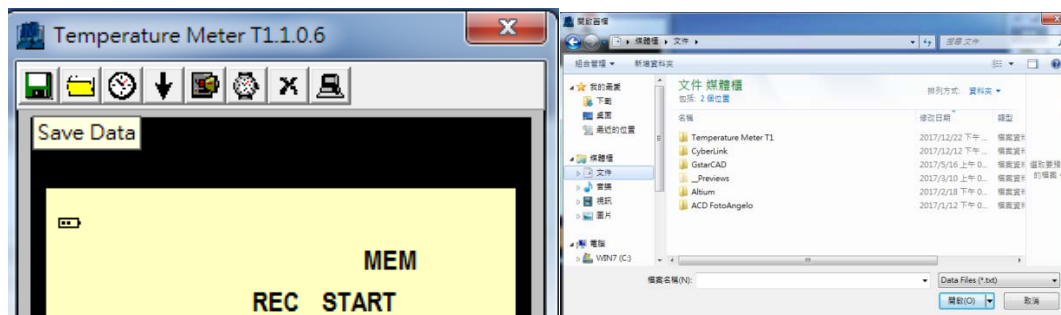 Temperature Meter T1.1.0.6
Save Data
MEM
REC START
開啟舊檔
媒體櫃 ▸ 文件 ▸
搜尋 文件
組合管理 ▾ 新增資料夾
我的最愛
下載
桌面
最近的位置
媒體櫃
文件
音樂
視訊
圖片
電腦
WIN7 (C:)
文件 媒體櫃
包括: 2 個位置
排列方式: 資料夾 ▾
名稱 修改日期 類型
Temperature Meter T1 2017/12/22 下午... 檔案資料
CyberLink 2017/12/12 下午... 檔案資料
GstarCAD 2017/5/16 上午 0... 檔案資料
__Previews 2017/3/10 上午 0... 檔案資料
Altium 2017/2/18 下午 0... 檔案資料
ACD FotoAngelo 2017/1/12 下午 0... 檔案資料
選取要預
的檔案。
檔案名稱(N):
Data Files (*.txt)
開啟(O)
取消